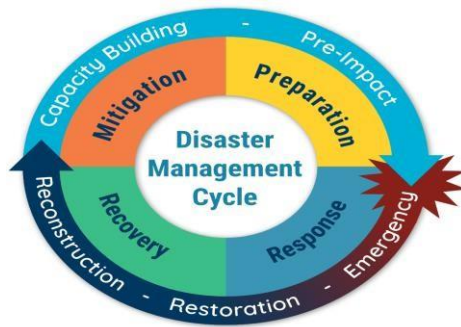 Capacity Building - Pre-Impact
Mitigation
Preparation
Disaster
Management
Cycle
Recovery
Response
Reconstruction - Restoration - Emergency